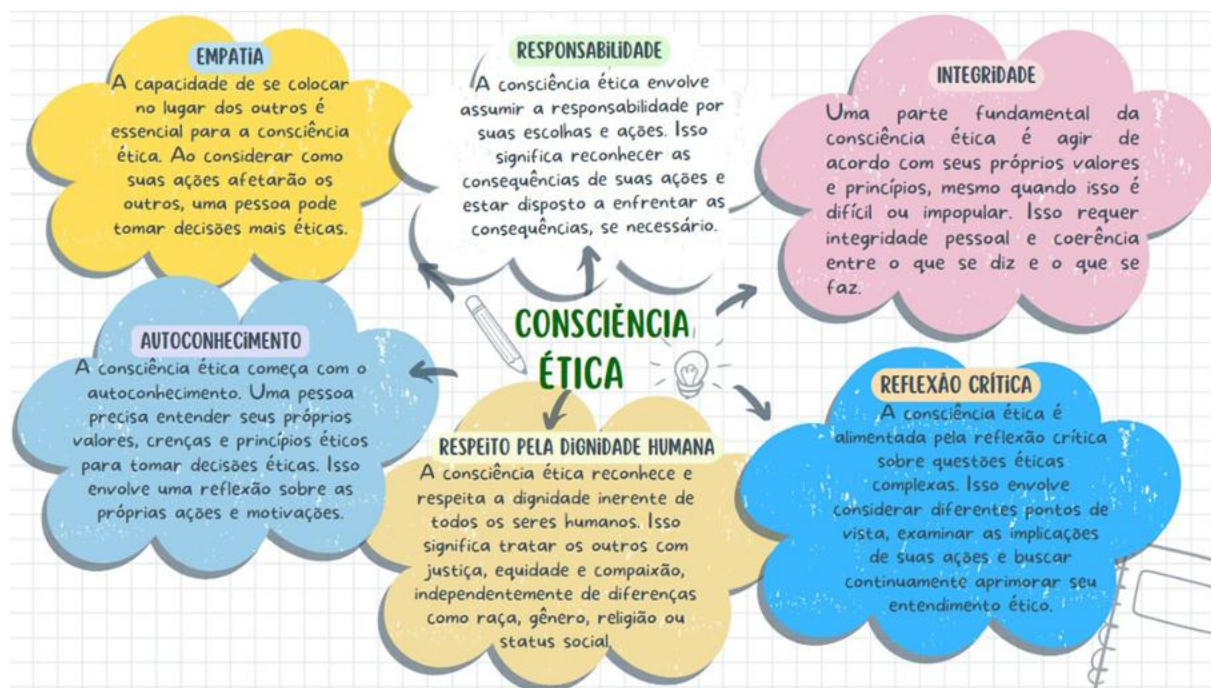 EMPATIA
A capacidade de se colocar
no lugar dos outros é
essencial para a consciência
ética. Ao considerar como
suas ações afetarão os
outros, uma pessoa pode
tomar decisões mais éticas.
RESPONSABILIDADE
A consciência ética envolve
assumir a responsabilidade por
suas escolhas e ações. Isso
significa reconhecer as
consequências de suas ações e
estar disposto a enfrentar as
consequências, se necessário.
INTEGRIDADE
Uma parte fundamental da
consciência ética é agir de
acordo com seus próprios valores
e princípios, mesmo quando isso é
difícil ou impopular. Isso requer
integridade pessoal e coerência
entre o que se diz e o que se
faz.
CONSCIÊNCIA
ÉTICA
AUTOCONHECIMENTO
A consciência ética começa com o
autoconhecimento. Uma pessoa
precisa entender seus próprios
valores, crenças e princípios éticos
para tomar decisões éticas. Isso
envolve uma reflexão sobre as
próprias ações e motivações.
RESPEITO PELA DIGNIDADE HUMANA
A consciência ética reconhece e
respeita a dignidade inerente de
todos os seres humanos. Isso
significa tratar os outros com
justiça, equidade e compaixão,
independentemente de diferenças
como raça, gênero, religião ou
status social.
REFLEXÃO CRÍTICA
A consciência ética é
alimentada pela reflexão crítica
sobre questões éticas
complexas. Isso envolve
considerar diferentes pontos de
vista, examinar as implicações
de suas ações e buscar
continuamente aprimorar seu
entendimento ético.